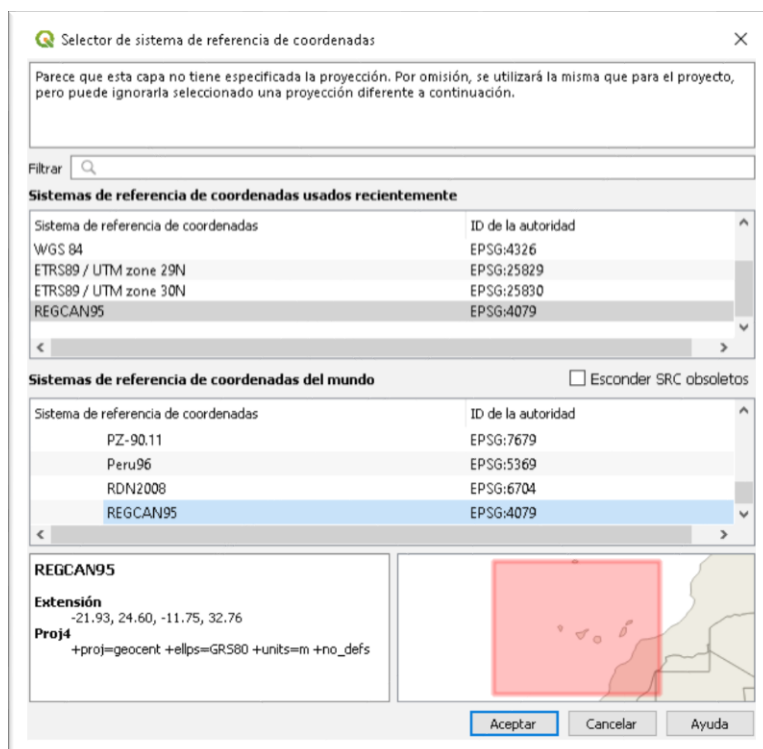 Selector de sistema de referencia de coordenadas
Parece que esta capa no tiene especificada la proyección. Por omisión, se utilizará la misma que para el proyecto,
pero puede ignorarla seleccionado una proyección diferente a continuación.
Filtrar
Sistemas de referencia de coordenadas usados recientemente
Sistema de referencia de coordenadas ID de la autoridad
WGS 84 EPSG:4326
ETRS89 / UTM zone 29N EPSG:25829
ETRS89 / UTM zone 30N EPSG:25830
REGCAN95 EPSG:4079
Sistemas de referencia de coordenadas del mundo Esconder SRC obsoletos
Sistema de referencia de coordenadas ID de la autoridad
PZ-90.11 EPSG:7679
Peru96 EPSG:5369
RDN2008 EPSG:6704
REGCAN95 EPSG:4079
REGCAN95
Extensión
-21.93, 24.60, -11.75, 32.76
Proj4
+proj=geocent +ellps=GRS80 +units=m +no_defs
Aceptar Cancelar Ayuda